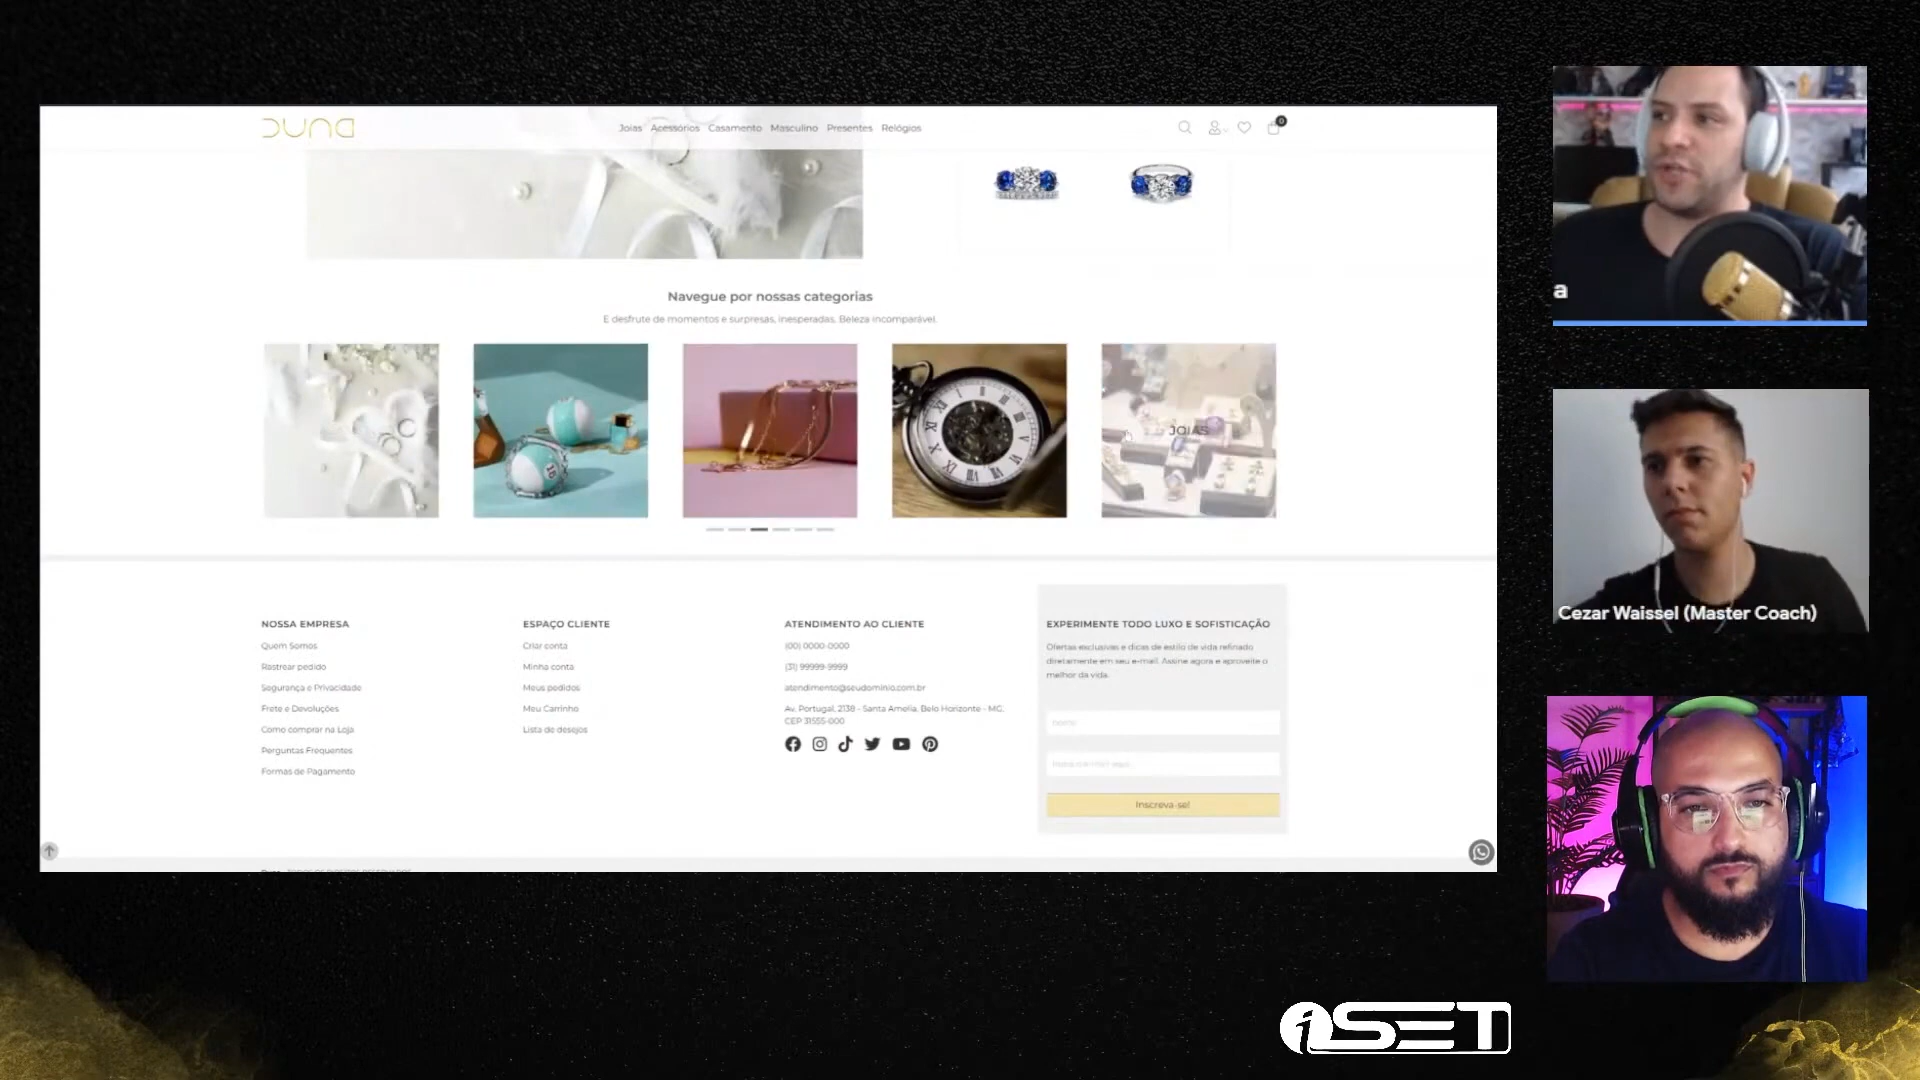 DUNA
Joias Acessórios Casamento Masculino Presentes Relógios
0
Navegue por nossas categorias
E desfrute de momentos e surpresas, inesperadas. Beleza incomparável.
JOIAS
NOSSA EMPRESA
Quem Somos
Rastrear pedido
Segurança e Privacidade
Frete e Devoluções
Como comprar na Loja
Perguntas Frequentes
Formas de Pagamento
ESPAÇO CLIENTE
Criar conta
Minha conta
Meus pedidos
Meu Carrinho
Lista de desejos
ATENDIMENTO AO CLIENTE
(00) 0000-0000
(31) 99999-9999
atendimento@seudominio.com.br
Av. Portugal, 2138 - Santa Amelia, Belo Horizonte - MG,
CEP 31555-000
EXPERIMENTE TODO LUXO E SOFISTICAÇÃO
Ofertas exclusivas e dicas de estilo de vida refinado
diretamente em seu e-mail. Assine agora e aproveite o
melhor da vida.
nome
Inscreva-se!
a
Cezar Waissel (Master Coach)
iSET